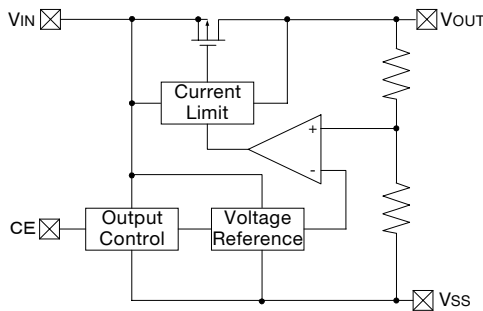 VIN
VOUT
Current
Limit
+
-
CE
Output
Control
Voltage
Reference
VSS